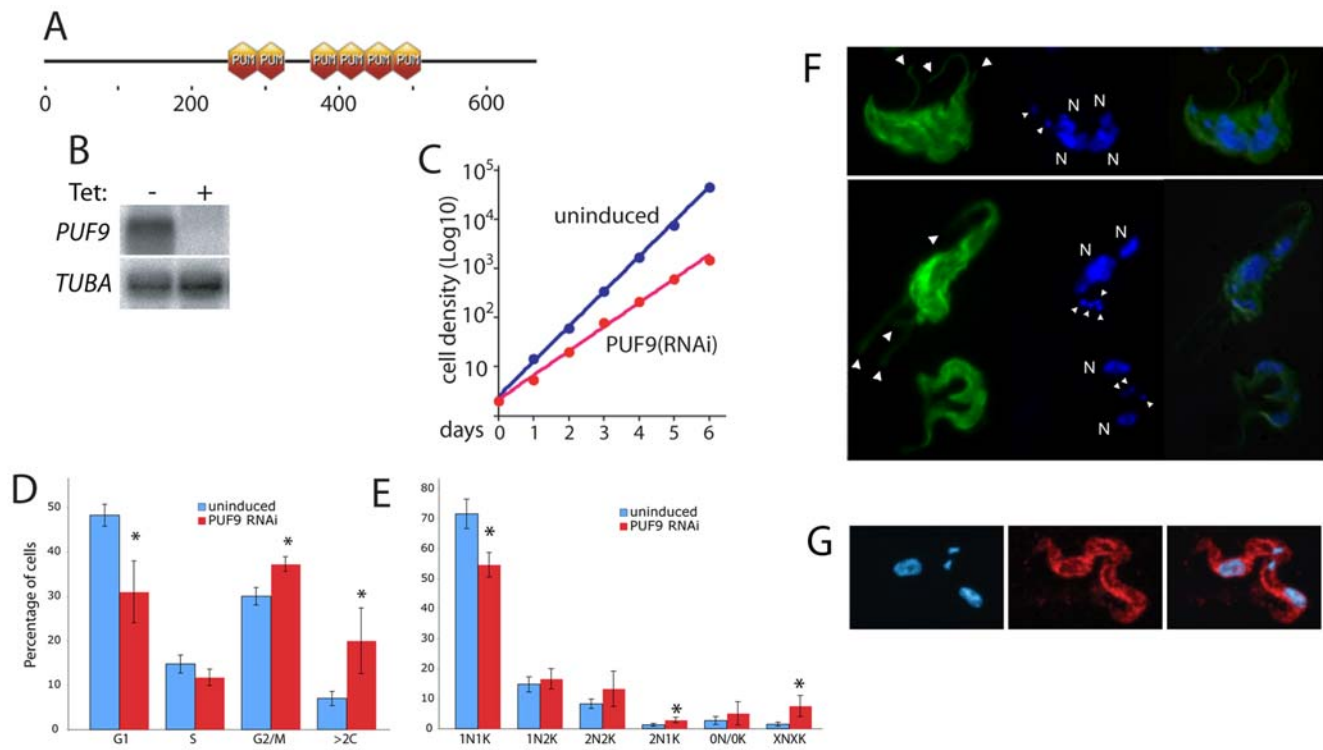 A
PUM PUM PUM PUM PUM PUM
0 200 400 600
B
Tet: - +
PUF9
TUBA
C
cell density (Log10)
10^5
10^4
10^3
10^2
10
uninduced
PUF9(RNAi)
days 0 1 2 3 4 5 6
D
Percentage of cells
50
40
30
20
10
0
uninduced
PUF9 RNAi
* * *
G1 S G2/M >2C
E
80
70
60
50
40
30
20
10
0
uninduced
PUF9 RNAi
* * *
1N1K 1N2K 2N2K 2N1K 0N/0K XNXK
F
N N
N N
N
N
N
N
G